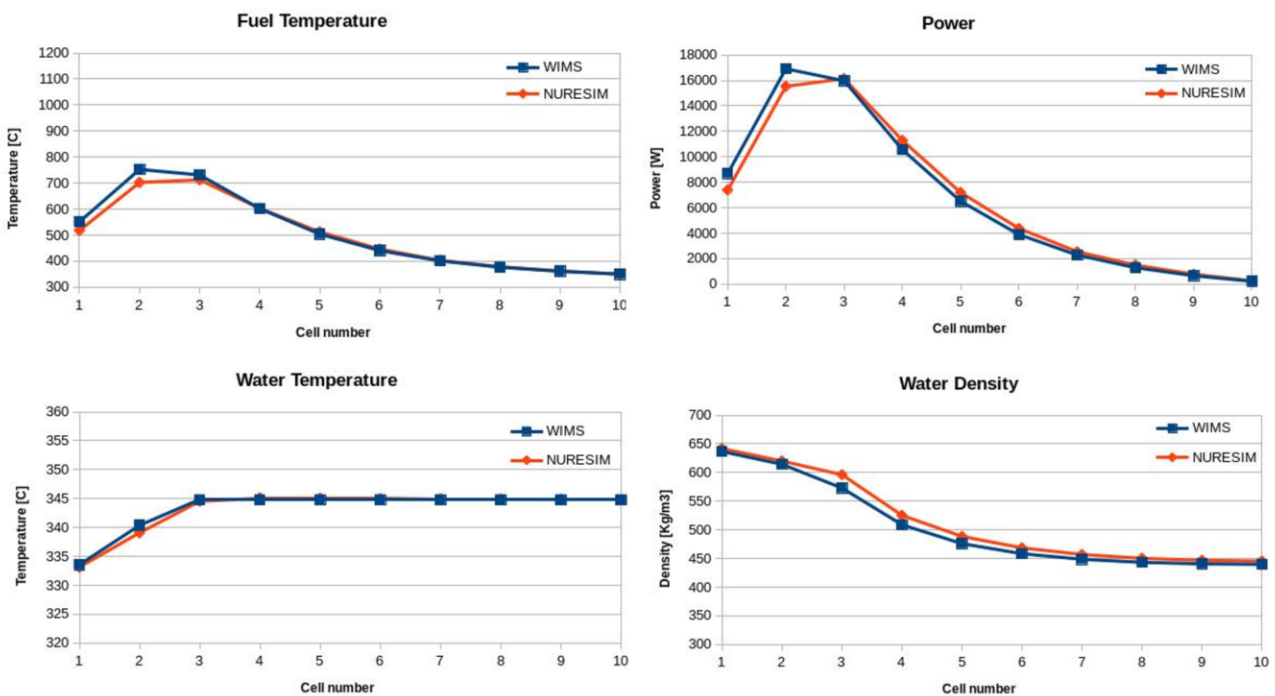 Fuel Temperature
1200
1100
1000
900
800
700
600
500
400
300
Temperature [C]
WIMS
NURESIM
1 2 3 4 5 6 7 8 9 10
Cell number
Power
18000
16000
14000
12000
10000
8000
6000
4000
2000
0
Power [W]
WIMS
NURESIM
1 2 3 4 5 6 7 8 9 10
Cell number
Water Temperature
360
355
350
345
340
335
330
325
320
Temperature [C]
WIMS
NURESIM
1 2 3 4 5 6 7 8 9 10
Cell number
Water Density
700
650
600
550
500
450
400
350
300
Density [Kg/m3]
WIMS
NURESIM
1 2 3 4 5 6 7 8 9 10
Cell number